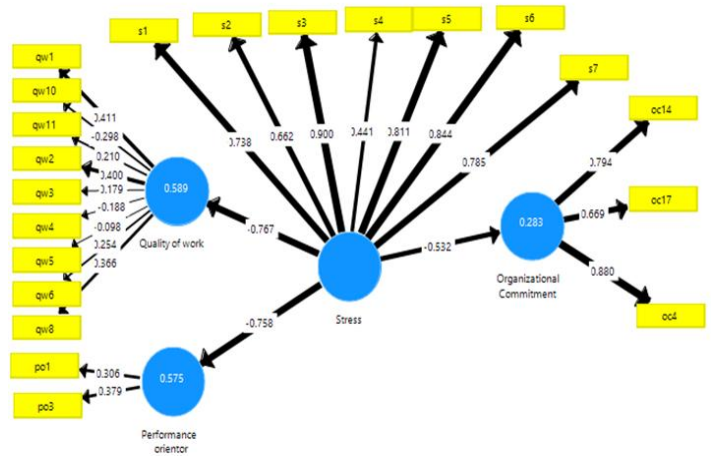 s1
s2
s3
s4
s5
s6
s7
qw1
qw10
qw11
qw2
qw3
qw4
qw5
qw6
qw8
po1
po3
oc14
oc17
oc4
0.411
-0.298
0.210
0.400
0.179
-0.188
-0.098
0.254
0.366
0.589
Quality of work
0.738
0.662
0.900
0.441
0.811
0.844
0.785
-0.767
-0.758
-0.532
Stress
0.794
0.669
0.880
0.283
Organizational
Commitment
0.306
0.379
0.575
Performance
orientor